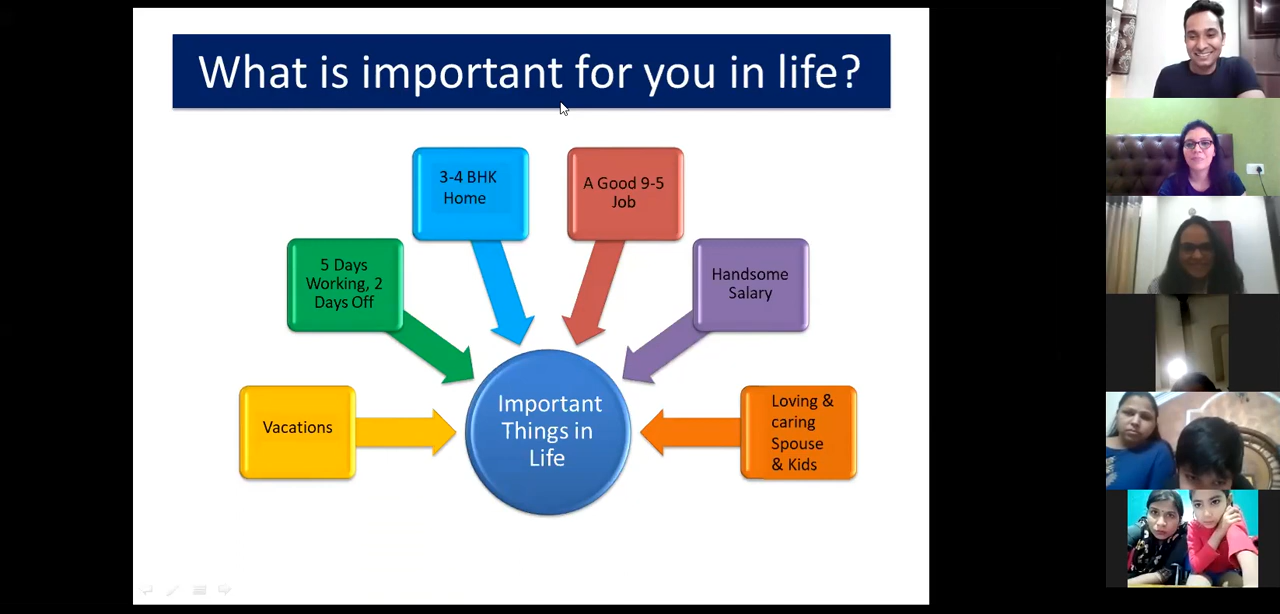 What is important for you in life?
3-4 BHK
Home
A Good 9-5
Job
5 Days
Working, 2
Days Off
Handsome
Salary
Vacations
Important
Things in
Life
Loving &
caring
Spouse
& Kids